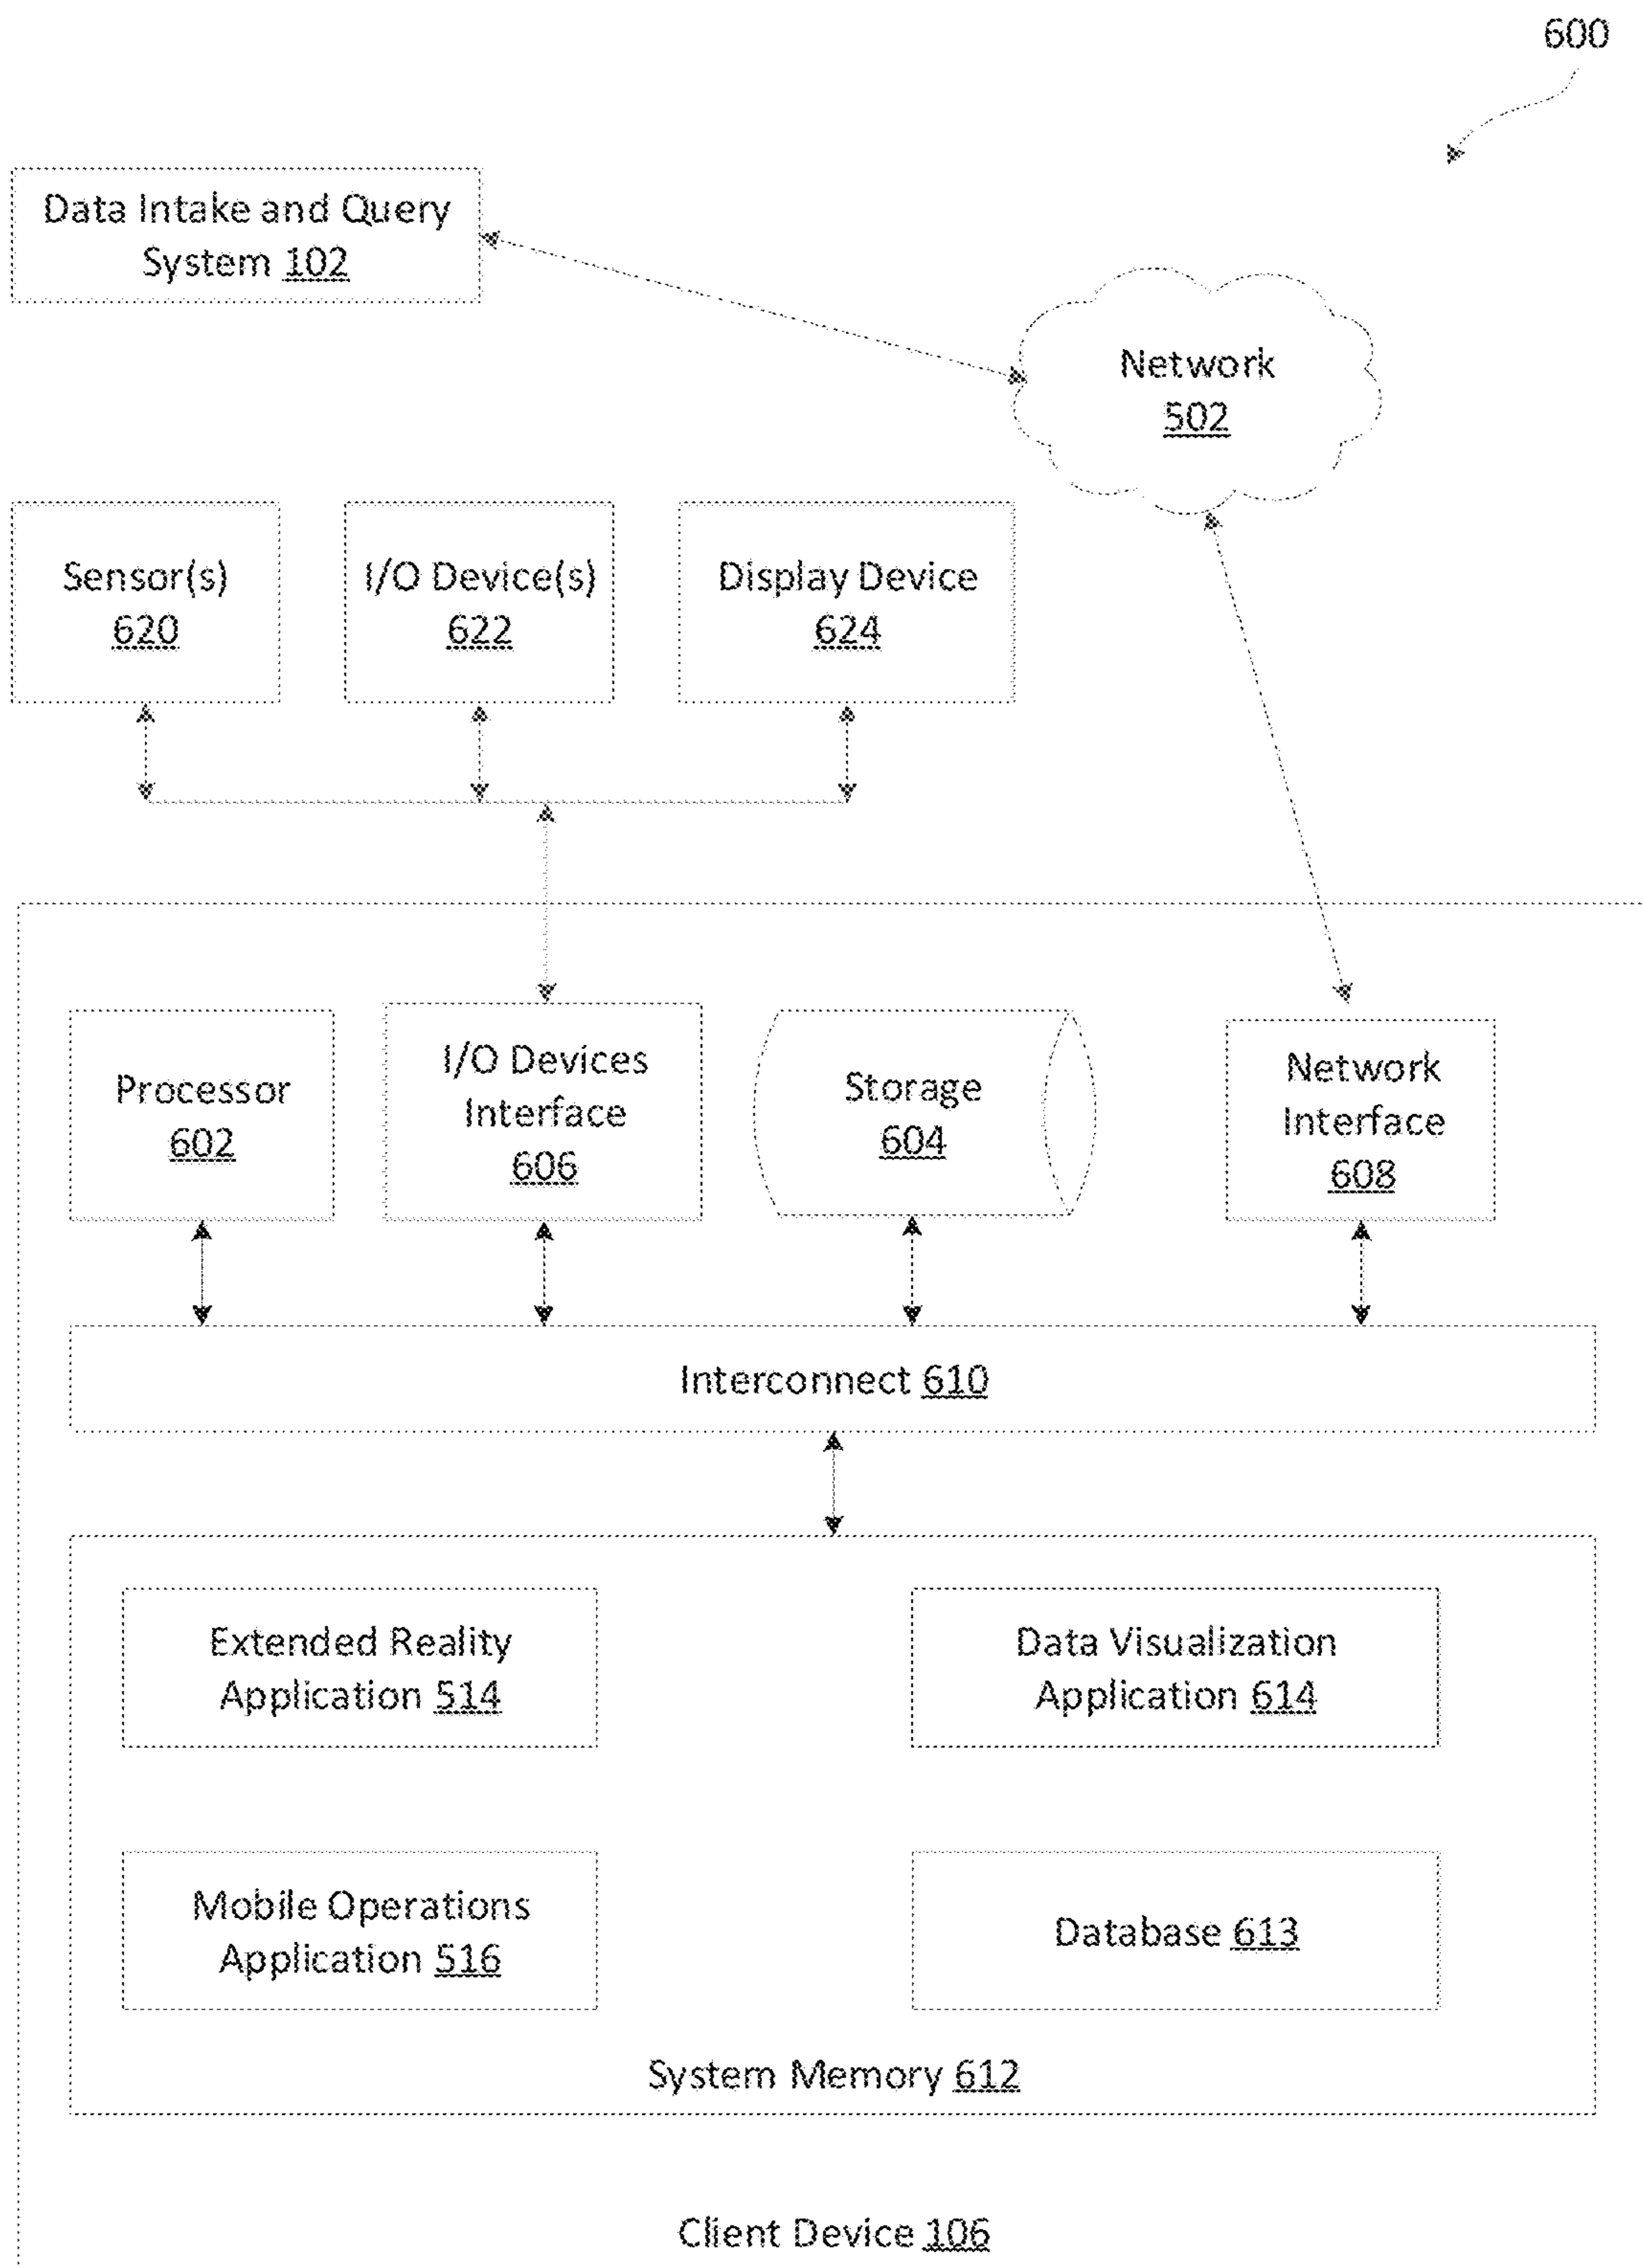 600
Data Intake and Query
System 102
Network
502
Sensor(s)
620
I/O Device(s)
622
Display Device
624
Processor
602
I/O Devices
Interface
606
Storage
604
Network
Interface
608
Interconnect 610
Extended Reality
Application 514
Data Visualization
Application 614
Mobile Operations
Application 516
Database 613
System Memory 612
Client Device 106